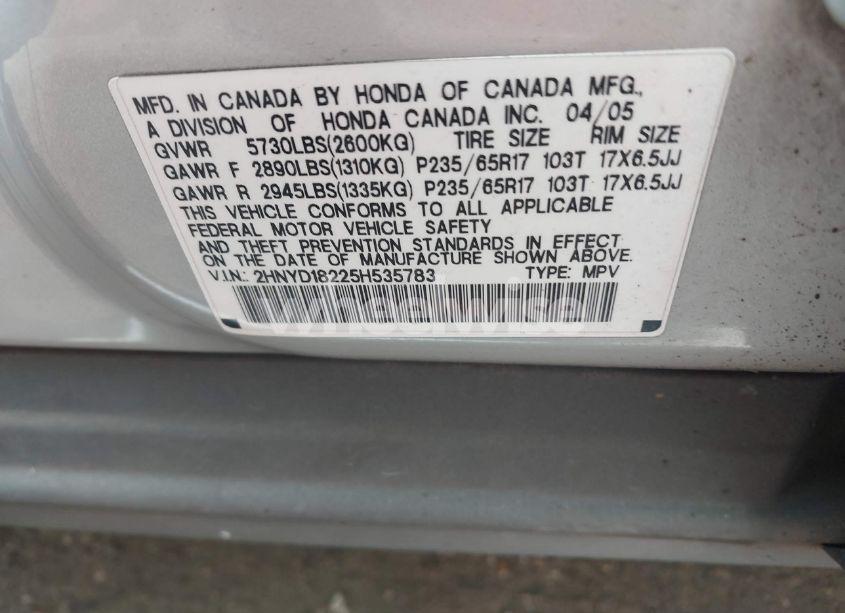 MFD. IN CANADA BY HONDA OF CANADA MFG.,
A DIVISION OF HONDA CANADA INC. 04/05
GVWR 5730LBS(2600KG) TIRE SIZE RIM SIZE
GAWR F 2890LBS(1310KG) P235/65R17 103T 17X6.5JJ
GAWR R 2945LBS(1335KG) P235/65R17 103T 17X6.5JJ
THIS VEHICLE CONFORMS TO ALL APPLICABLE
FEDERAL MOTOR VEHICLE SAFETY
AND THEFT PREVENTION STANDARDS IN EFFECT
ON THE DATE OF MANUFACTURE SHOWN ABOVE.
V.I.N.: 2HNYD18225H535783 TYPE: MPV
Wheelwise